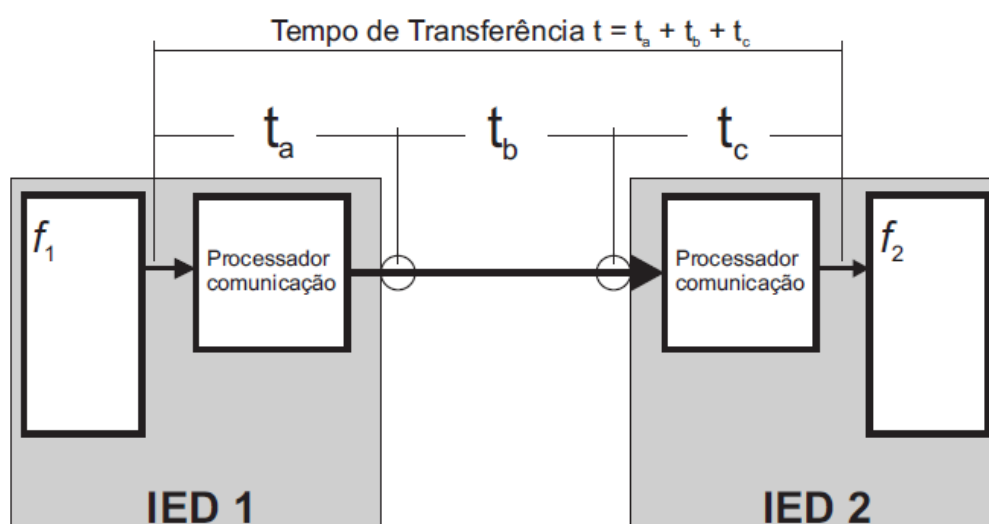 Tempo de Transferência t = ta + tb + tc
ta
tb
tc
f1
Processador
comunicação
Processador
comunicação
f2
IED 1
IED 2